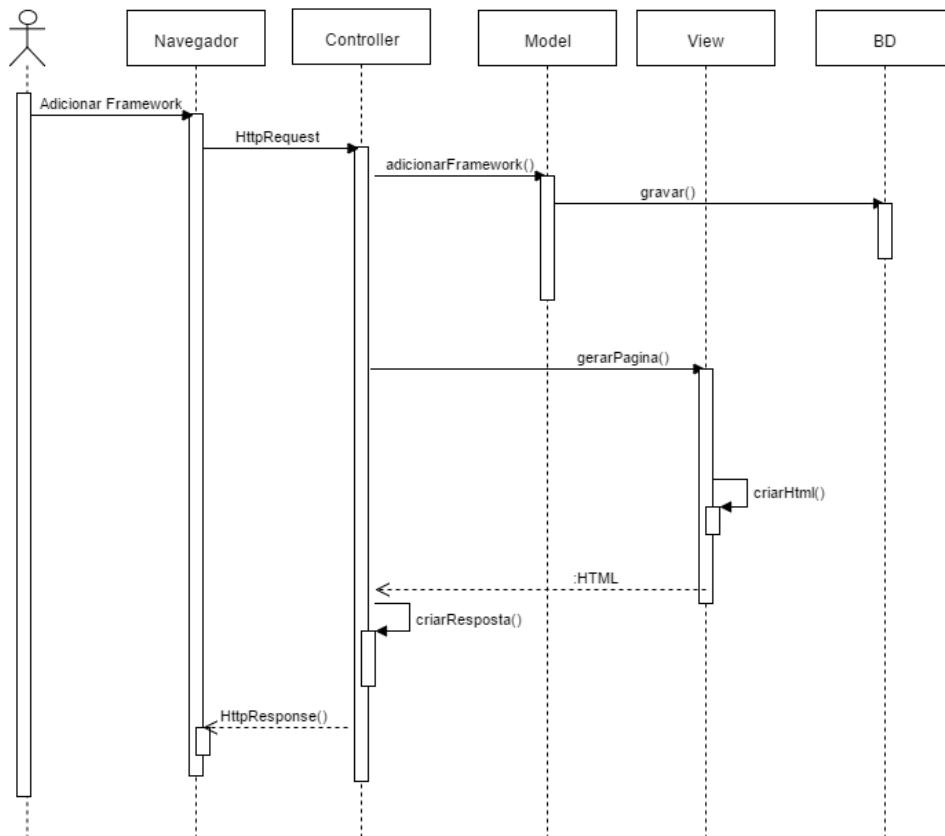 Navegador
Controller
Model
View
BD
Adicionar Framework
HttpRequest
adicionarFramework()
gravar()
gerarPagina()
criarHtml()
:HTML
criarResposta()
HttpResponse()